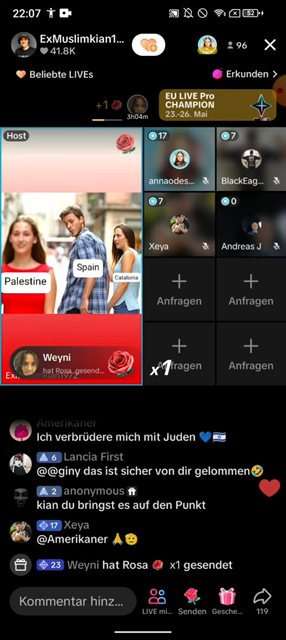 22:07
ExMuslimkian1...
41.8K
96
Beliebte LIVEs
Erkunden >
+1
3h04m
EU LIVE Pro
CHAMPION
23.-26. Mai
Host
17
annaodes...
7
BlackEag...
7
Xeya
0
Andreas J
Palestine
Spain
Catalonia
Anfragen
Anfragen
Anfragen
Anfragen
Weyni
hat Rosa gesend...
x1
Amerikaner
Ich verbrüdere mich mit Juden 💙🇮🇱
6 Lancia First
@@giny das ist sicher von dir gelommen🤣
2 anonymous
kian du bringst es auf den Punkt
17 Xeya
@Amerikaner 🙏🫡
23 Weyni hat Rosa 🌹 x1 gesendet
Kommentar hinz...
LIVE mi...
Senden
Gesche...
119